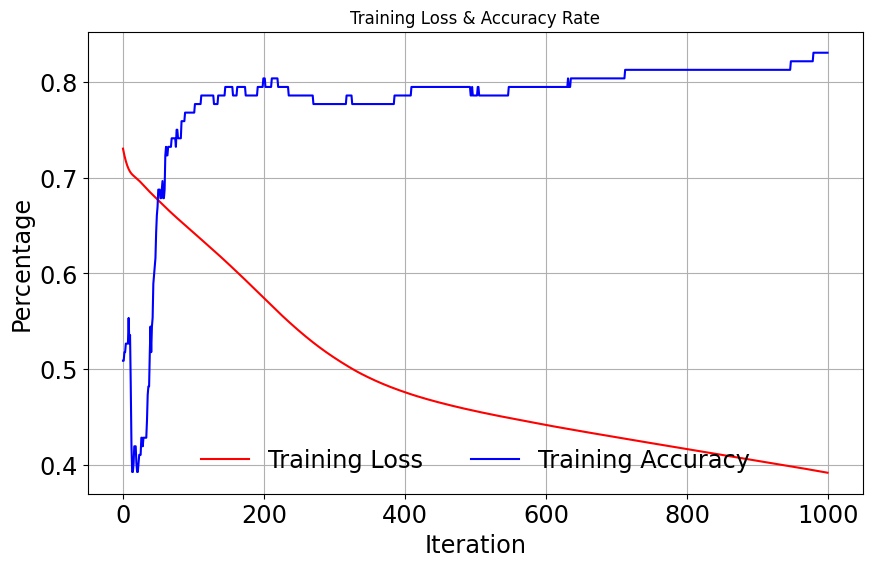 Training Loss & Accuracy Rate
Percentage
0.8
0.7
0.6
0.5
0.4
Training Loss Training Accuracy
0 200 400 600 800 1000
Iteration